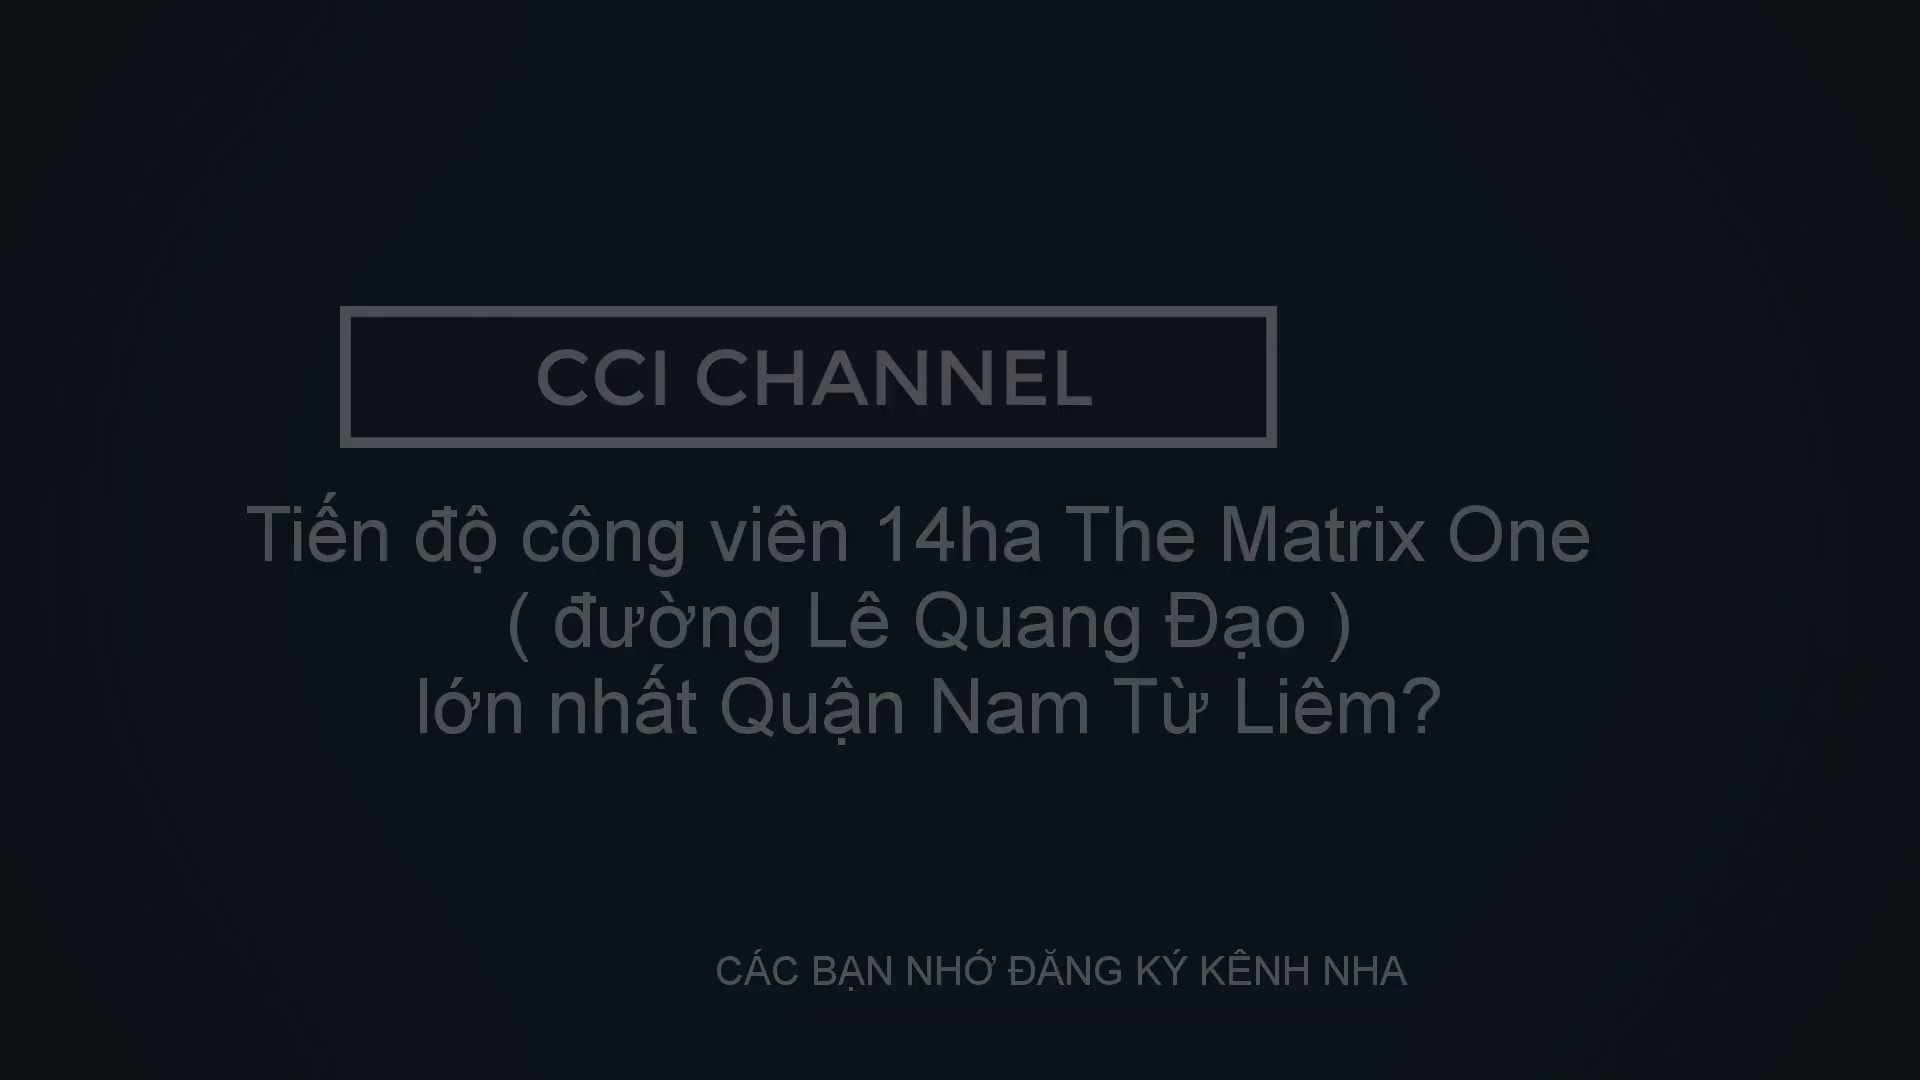 CCI CHANNEL
Tiến độ công viên 14ha The Matrix One
( đường Lê Quang Đạo )
lớn nhất Quận Nam Từ Liêm?
CÁC BẠN NHỚ ĐĂNG KÝ KÊNH NHA